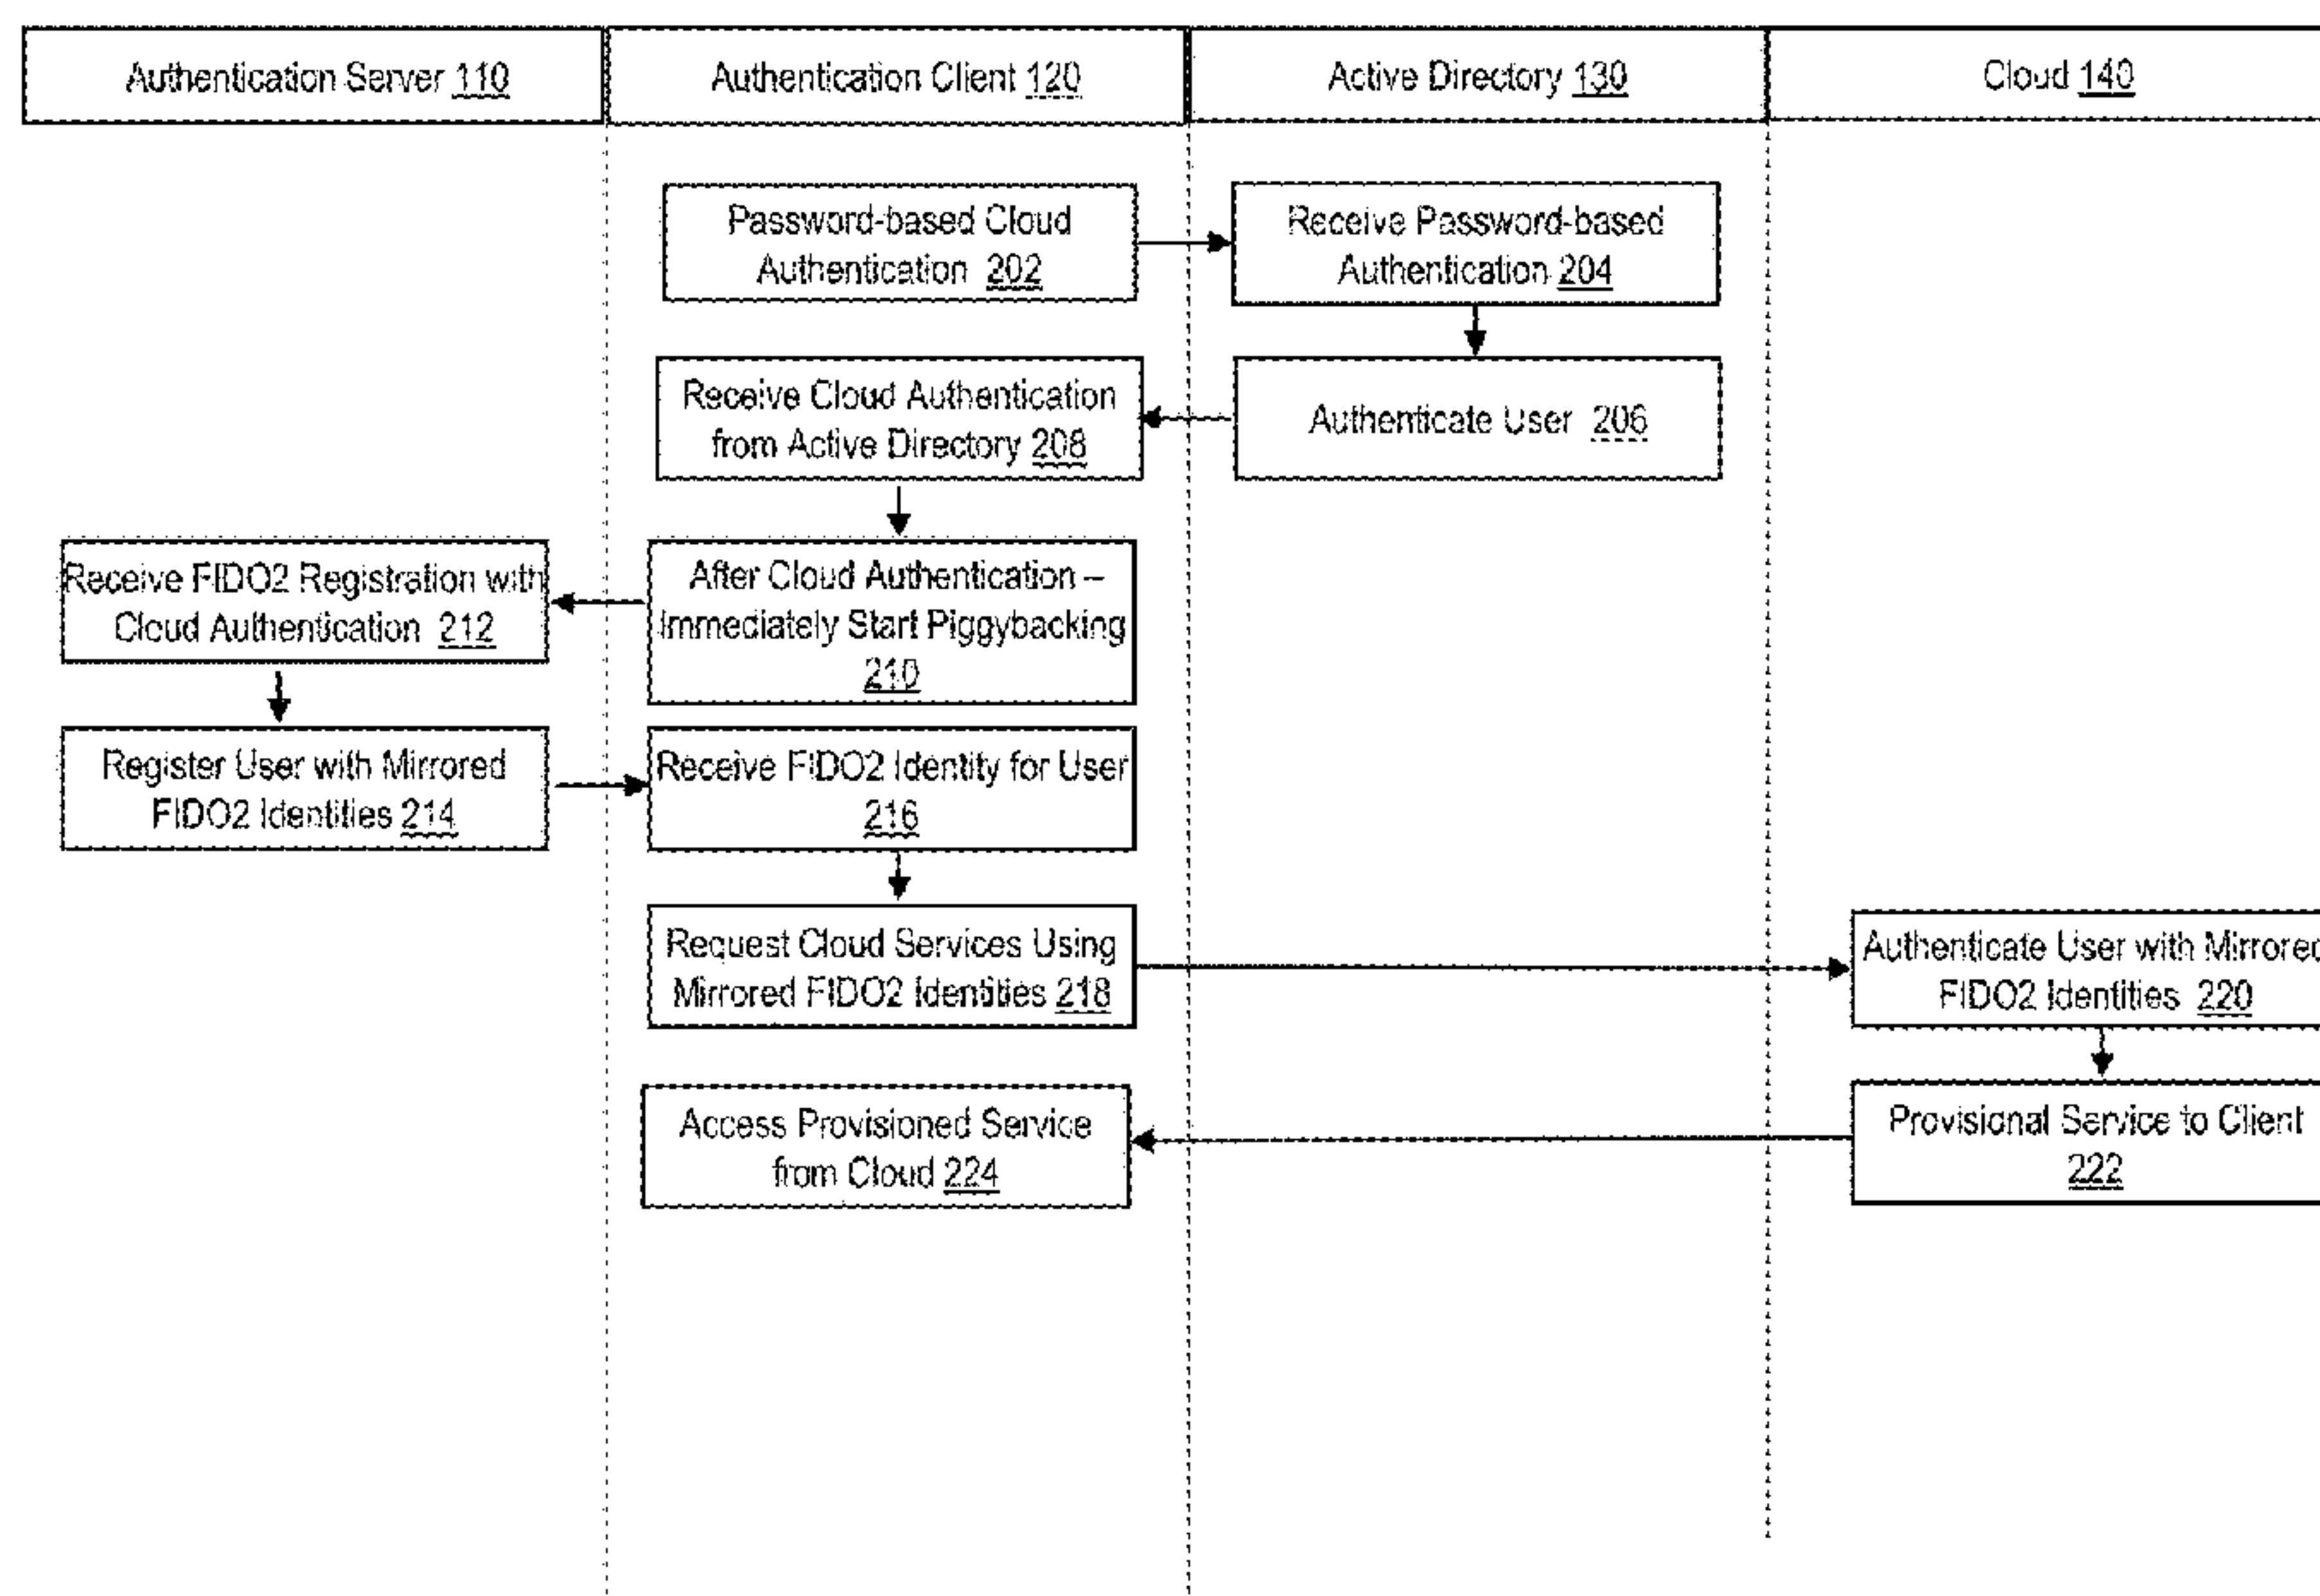 Authentication Server 110
Authentication Client 120
Active Directory 130
Cloud 140
Password-based Cloud
Authentication 202
Receive Password-based
Authentication 204
Receive Cloud Authentication
from Active Directory 208
Authenticate User 206
Receive FIDO2 Registration with
Cloud Authentication 212
After Cloud Authentication –
Immediately Start Piggybacking
210
Register User with Mirrored
FIDO2 Identities 214
Receive FIDO2 Identity for User
216
Request Cloud Services Using
Mirrored FIDO2 Identities 218
Authenticate User with Mirrored
FIDO2 Identities 220
Access Provisioned Service
from Cloud 224
Provisional Service to Client
222